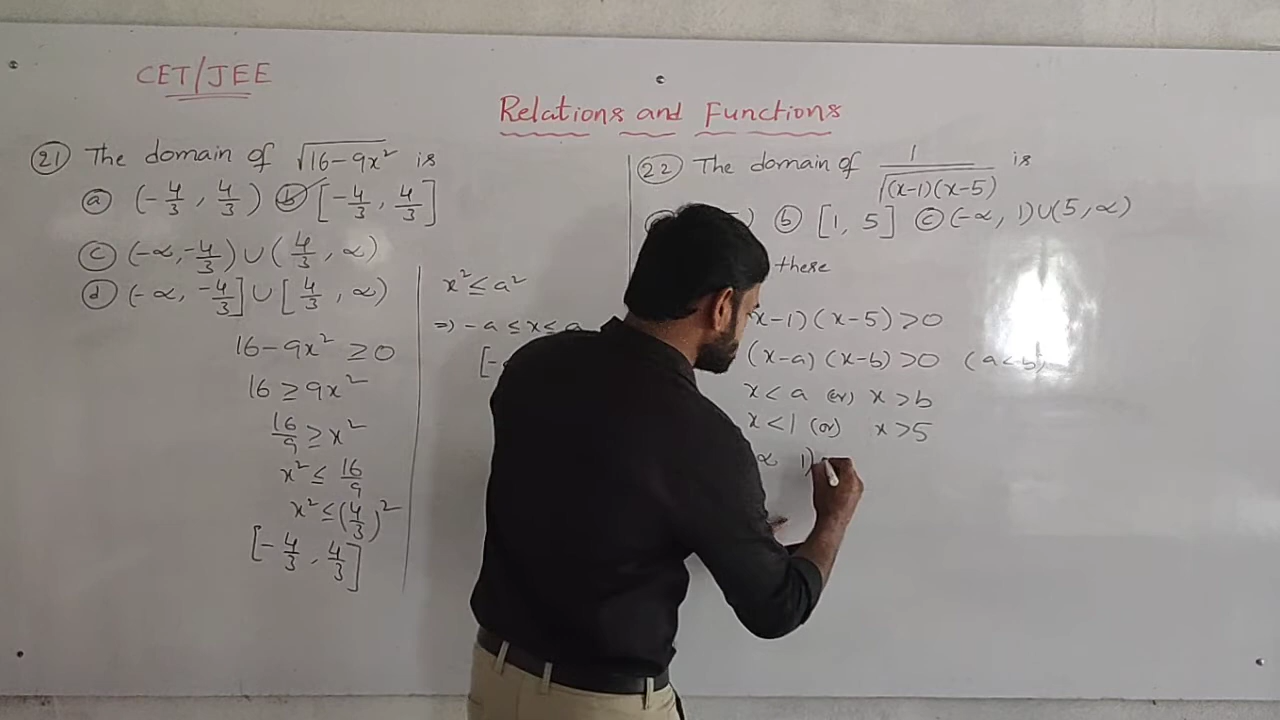 CET/JEE
Relations and Functions
(21) The domain of √(16-9x²) is
(a) (-4/3, 4/3) (b) [-4/3, 4/3]
(c) (-∝, -4/3) ∪ (4/3, ∝)
(d) (-∝, -4/3] ∪ [4/3, ∝)
16-9x² ≥ 0
16 ≥ 9x²
16/9 ≥ x²
x² ≤ 16/9
x² ≤ (4/3)²
[-4/3, 4/3]
x² ≤ a²
⇒ -a ≤ x ≤ a
[-
(22) The domain of 1/√((x-1)(x-5)) is
) (b) [1, 5] (c) (-∝, 1)∪(5, ∝)
these
x-1)(x-5)>0
(x-a)(x-b)>0 (a<b)
x<a (or) x>b
x<1 (or) x>5
∝ 1)